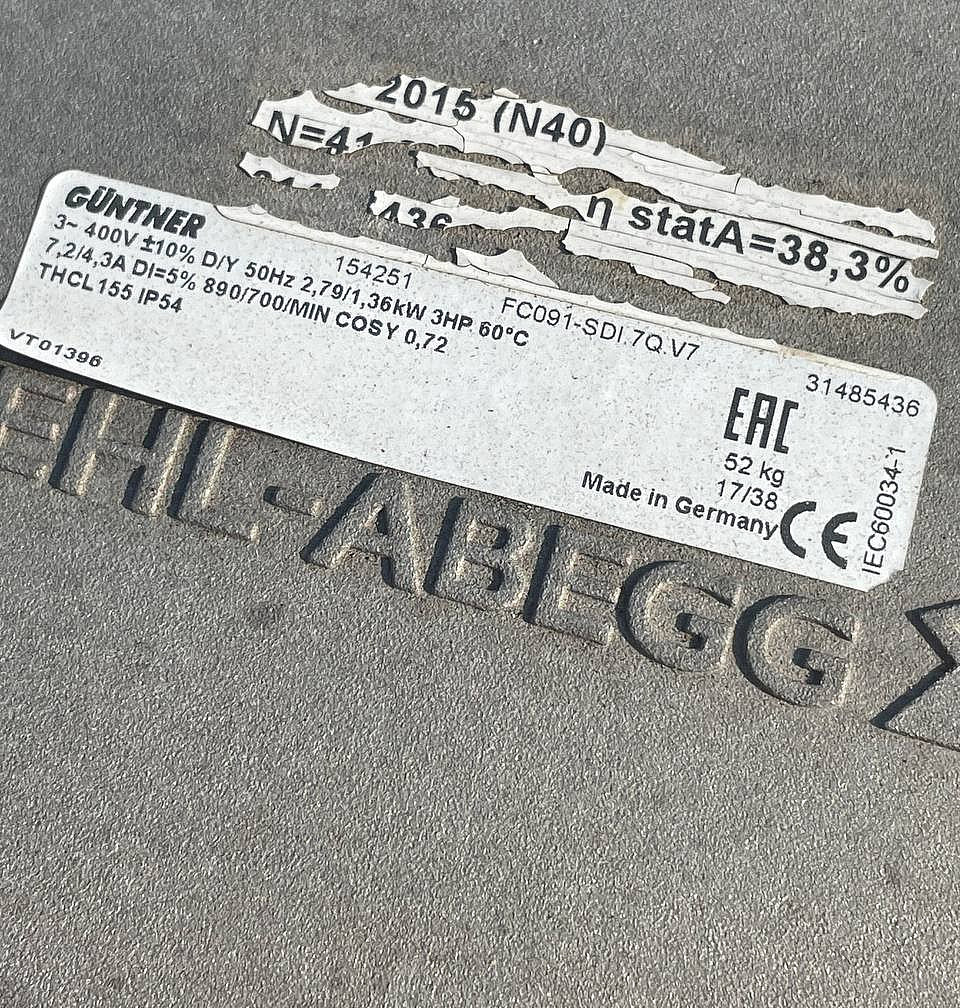 2015 (N40)
N=41
η statA=38,3%
GÜNTNER
154251
FC091-SDI.7Q.V7
31485436
3~ 400V ±10% D/Y 50Hz 2,79/1,36kW 3HP 60°C
7,2/4,3A DI=5% 890/700/MIN COSY 0,72
THCL155 IP54
VT01396
EAC
52 kg
17/38
Made in Germany
CE
IEC60034-1
EHL-ABEGG